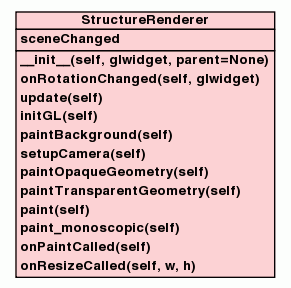 StructureRenderer
sceneChanged
__init__(self, glwidget, parent=None)
onRotationChanged(self, glwidget)
update(self)
initGL(self)
paintBackground(self)
setupCamera(self)
paintOpaqueGeometry(self)
paintTransparentGeometry(self)
paint(self)
paint_monoscopic(self)
onPaintCalled(self)
onResizeCalled(self, w, h)